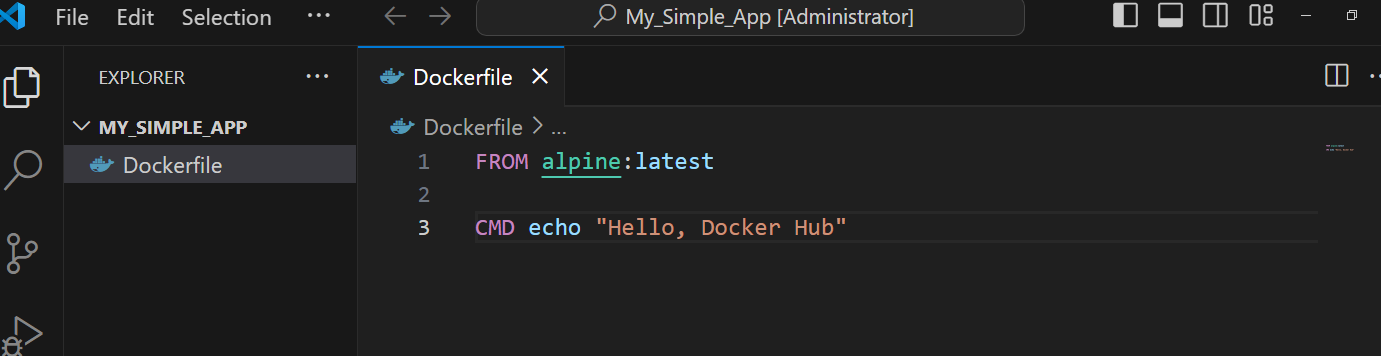 File Edit Selection ··· My_Simple_App [Administrator]
EXPLORER ···
Dockerfile
MY_SIMPLE_APP
Dockerfile
Dockerfile > ...
1 FROM alpine:latest
2
3 CMD echo "Hello, Docker Hub"